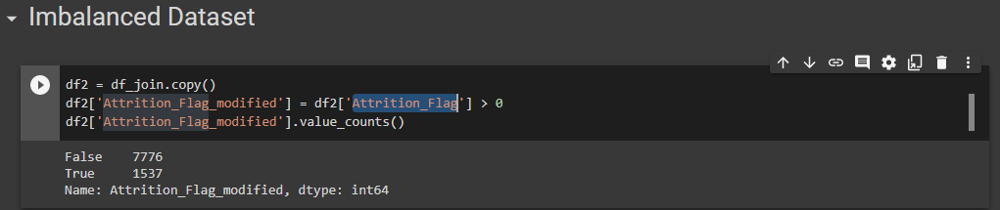 Imbalanced Dataset
df2 = df_join.copy()
df2['Attrition_Flag_modified'] = df2['Attrition_Flag'] > 0
df2['Attrition_Flag_modified'].value_counts()
False    7776
True     1537
Name: Attrition_Flag_modified, dtype: int64